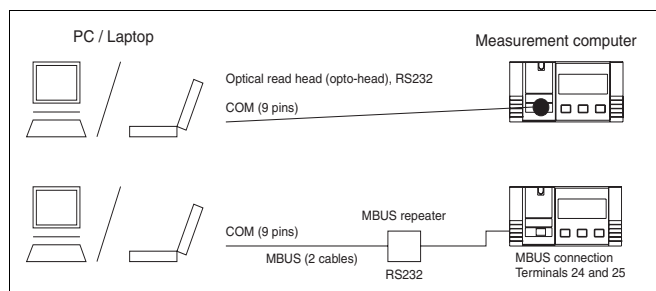 PC / Laptop
Measurement computer
Optical read head (opto-head), RS232
COM (9 pins)
COM (9 pins)
MBUS repeater
MBUS (2 cables)
RS232
MBUS connection
Terminals 24 and 25